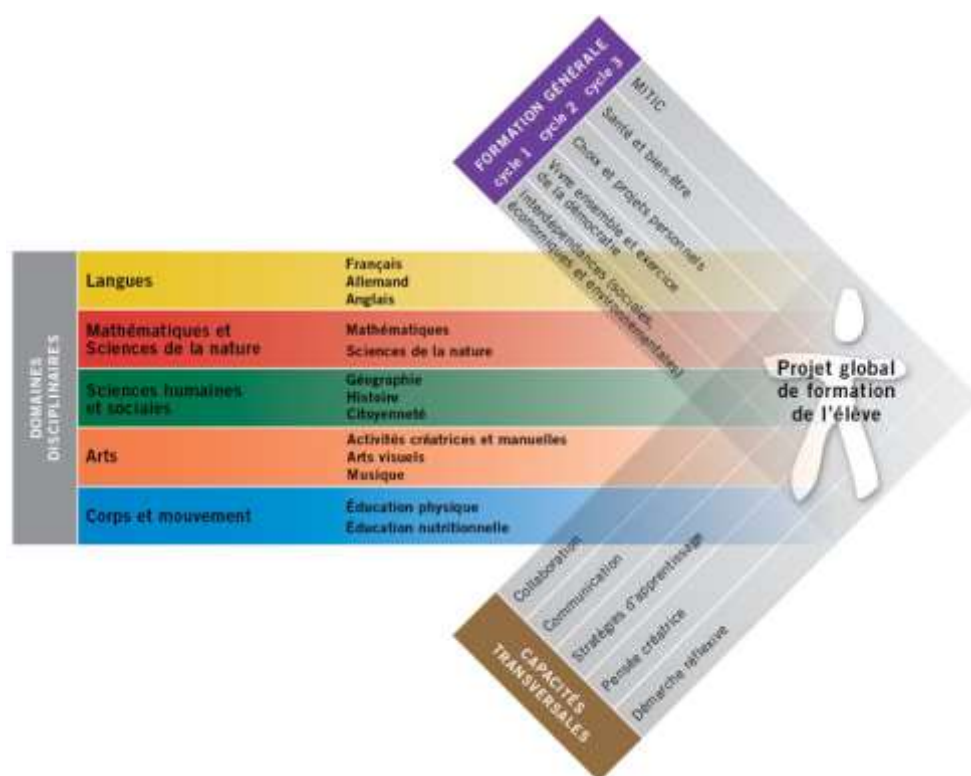 FORMATION GÉNÉRALE
cycle 1 cycle 2 cycle 3
MITIC
Santé et bien-être
Choix et projets personnels
Vivre ensemble et exercice
de la démocratie
Interdépendances (sociales,
économiques et environnementales)
DOMAINES
DISCIPLINAIRES
Langues
Français
Allemand
Anglais
Mathématiques et
Sciences de la nature
Mathématiques
Sciences de la nature
Sciences humaines
et sociales
Géographie
Histoire
Citoyenneté
Arts
Activités créatrices et manuelles
Arts visuels
Musique
Corps et mouvement
Éducation physique
Éducation nutritionnelle
Projet global
de formation
de l'élève
Collaboration
Communication
Stratégies d'apprentissage
Pensée créatrice
Démarche réflexive
CAPACITÉS
TRANSVERSALES